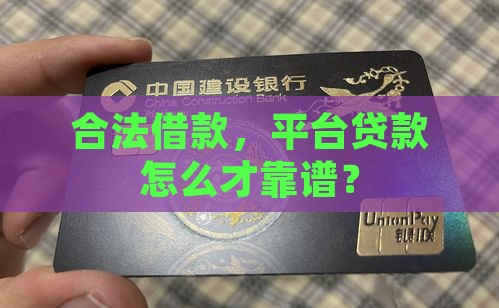 中国建设银行
China Construction Bank
合法借款，平台贷款
怎么才靠谱？
UnionPay
银联